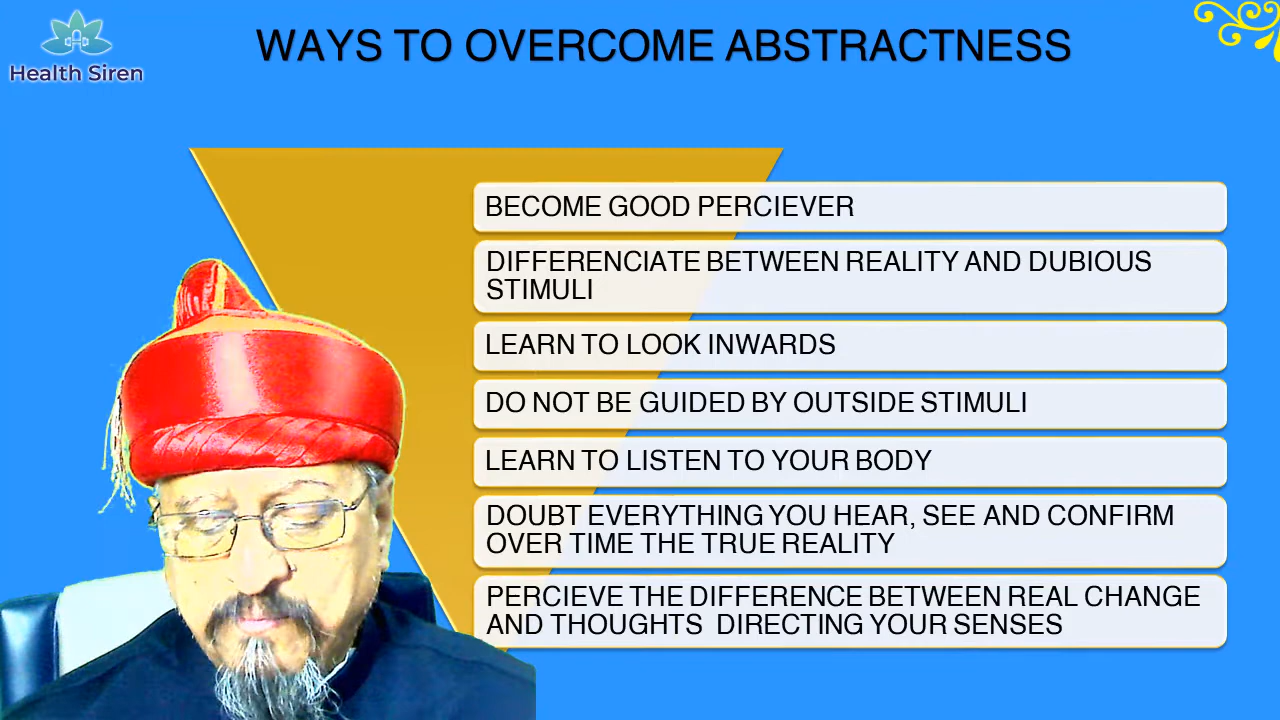 Health Siren
WAYS TO OVERCOME ABSTRACTNESS
BECOME GOOD PERCIEVER
DIFFERENCIATE BETWEEN REALITY AND DUBIOUS
STIMULI
LEARN TO LOOK INWARDS
DO NOT BE GUIDED BY OUTSIDE STIMULI
LEARN TO LISTEN TO YOUR BODY
DOUBT EVERYTHING YOU HEAR, SEE AND CONFIRM
OVER TIME THE TRUE REALITY
PERCIEVE THE DIFFERENCE BETWEEN REAL CHANGE
AND THOUGHTS DIRECTING YOUR SENSES